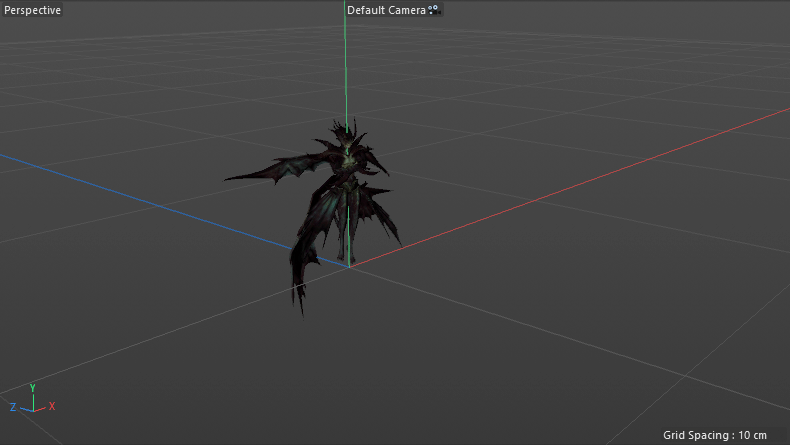 Perspective
Default Camera
Y
Z
X
Grid Spacing : 10 cm